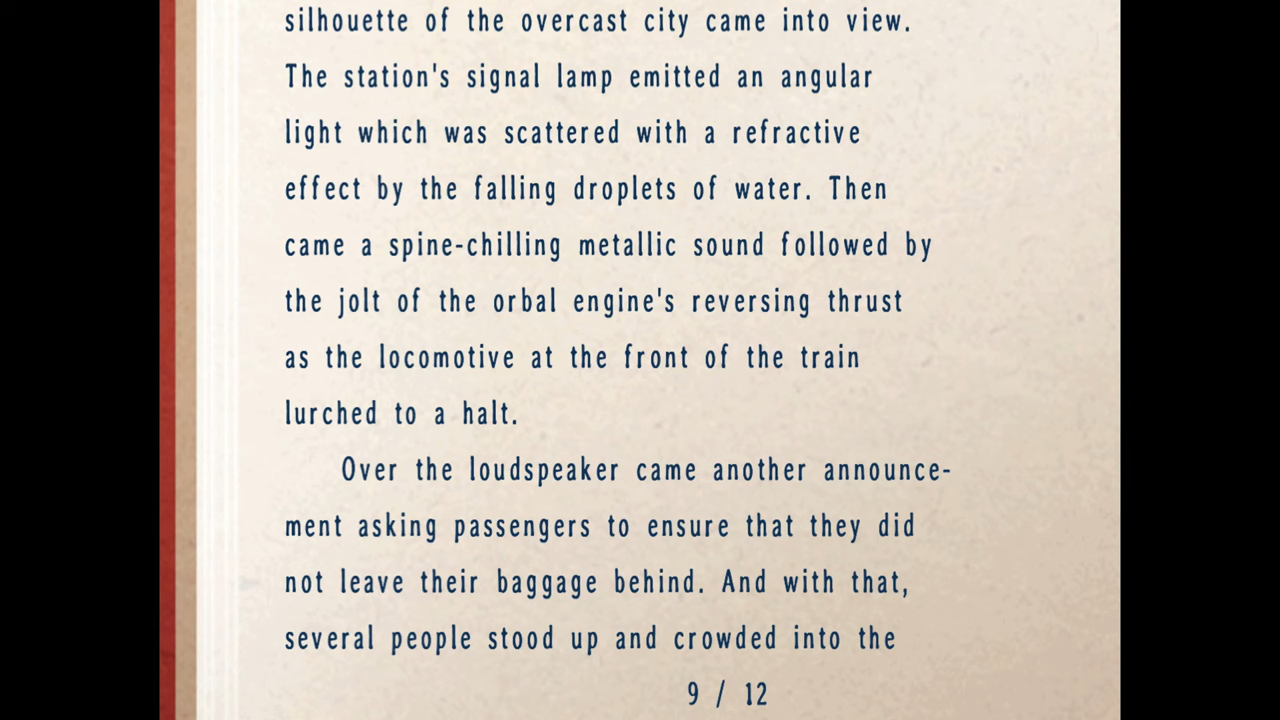 silhouette of the overcast city came into view.
The station's signal lamp emitted an angular
light which was scattered with a refractive
effect by the falling droplets of water. Then
came a spine-chilling metallic sound followed by
the jolt of the orbal engine's reversing thrust
as the locomotive at the front of the train
lurched to a halt.
Over the loudspeaker came another announce-
ment asking passengers to ensure that they did
not leave their baggage behind. And with that,
several people stood up and crowded into the
9 / 12